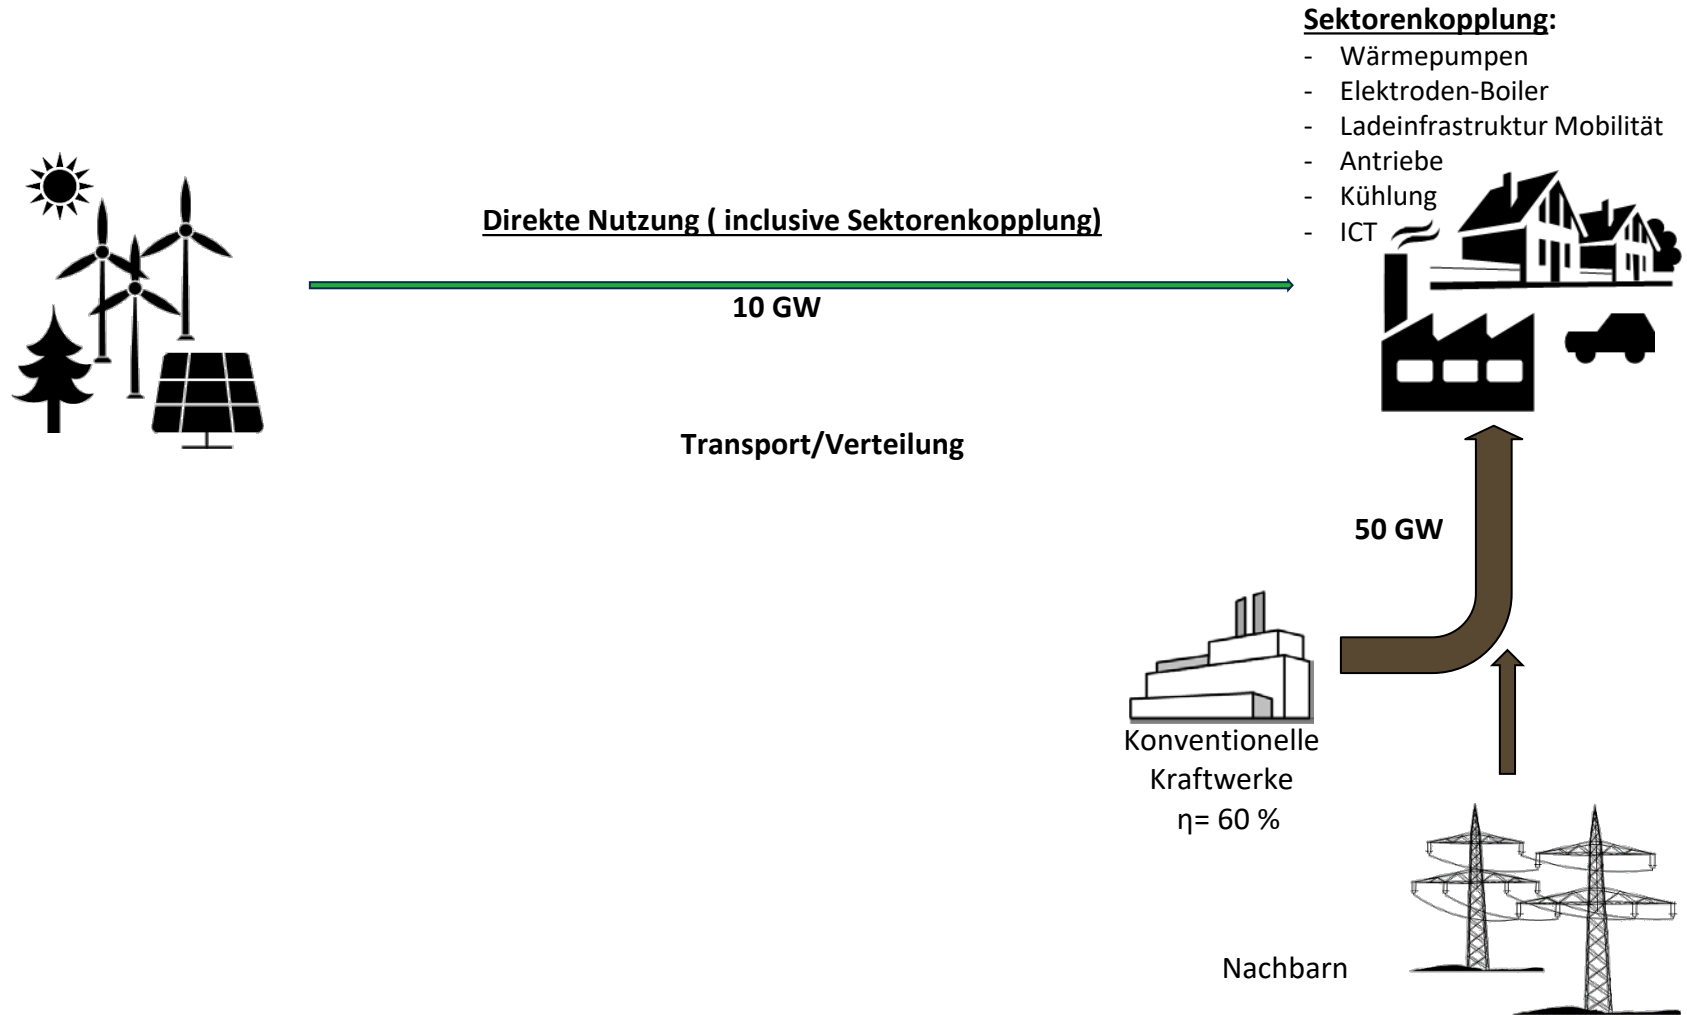 Sektorenkopplung:
- Wärmepumpen
- Elektroden-Boiler
- Ladeinfrastruktur Mobilität
- Antriebe
- Kühlung
- ICT
Direkte Nutzung ( inclusive Sektorenkopplung)
10 GW
Transport/Verteilung
50 GW
Konventionelle
Kraftwerke
η= 60 %
Nachbarn